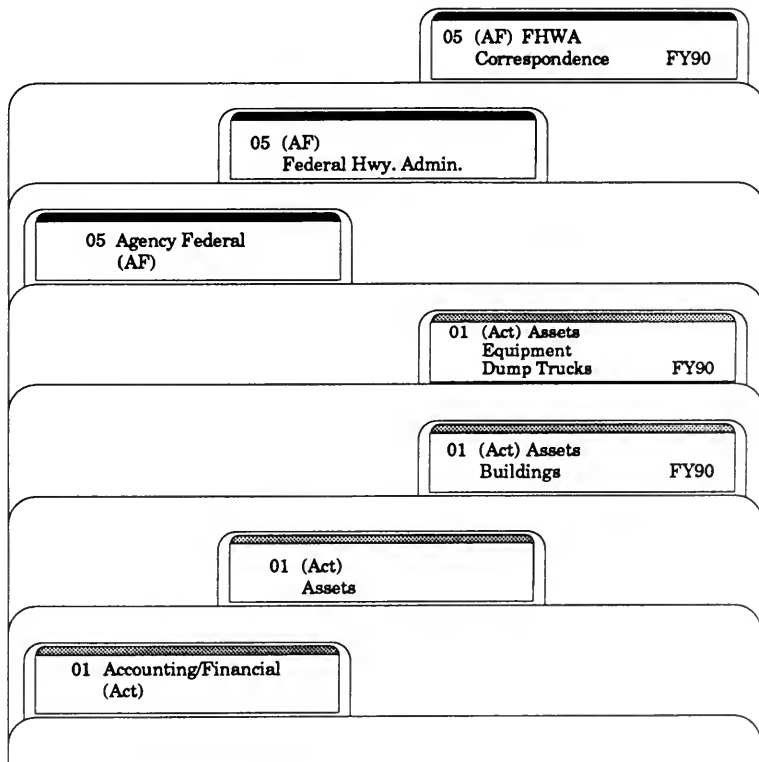 05 (AF) FHWA
Correspondence FY90
05 (AF)
Federal Hwy. Admin.
05 Agency Federal
(AF)
01 (Act) Assets
Equipment
Dump Trucks FY90
01 (Act) Assets
Buildings FY90
01 (Act)
Assets
01 Accounting/Financial
(Act)